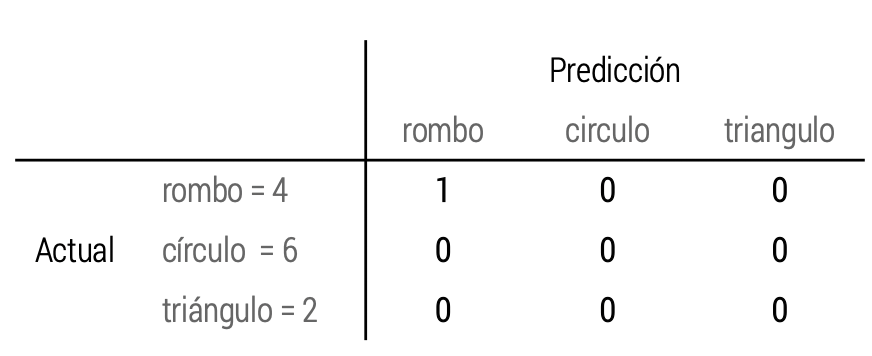 Predicción
rombo circulo triangulo
rombo = 4 1 0 0
Actual círculo = 6 0 0 0
triángulo = 2 0 0 0